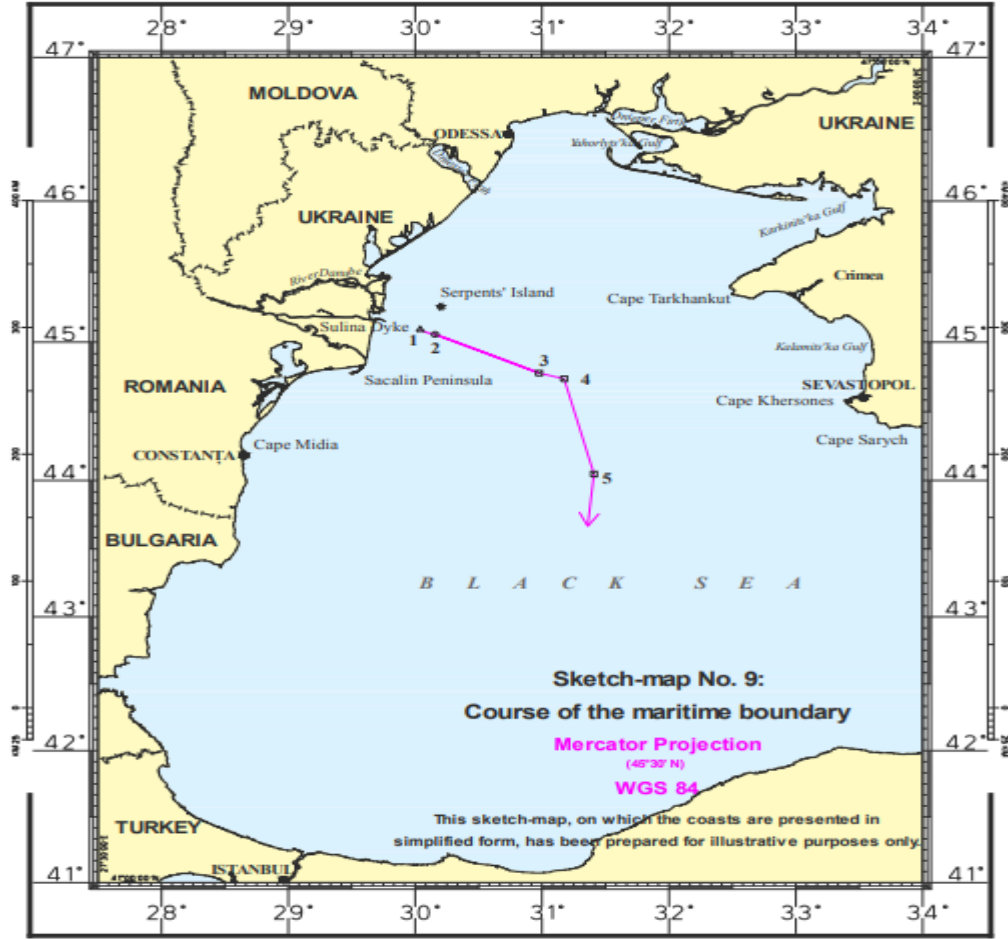 28° 29° 30° 31° 32° 33° 34°
47° 47°
MOLDOVA
ODESSA
UKRAINE
Yahorlyts'ka Gulf
46° 46°
UKRAINE
Karkinits'ka Gulf
River Danube
Crimea
Serpents' Island
Cape Tarkhankut
Sulina Dyke
45° 45°
1 2 3 4 5
Kalamits'ka Gulf
ROMANIA
Sacalin Peninsula
SEVASTOPOL
Cape Khersones
Cape Sarych
Cape Midia
CONSTANȚA
44° 44°
BULGARIA
BLACK SEA
43° 43°
Sketch-map No. 9:
Course of the maritime boundary
Mercator Projection
(45°30' N)
WGS 84
42° 42°
This sketch-map, on which the coasts are presented in
simplified form, has been prepared for illustrative purposes only.
TURKEY
ISTANBUL
41° 41°
28° 29° 30° 31° 32° 33° 34°